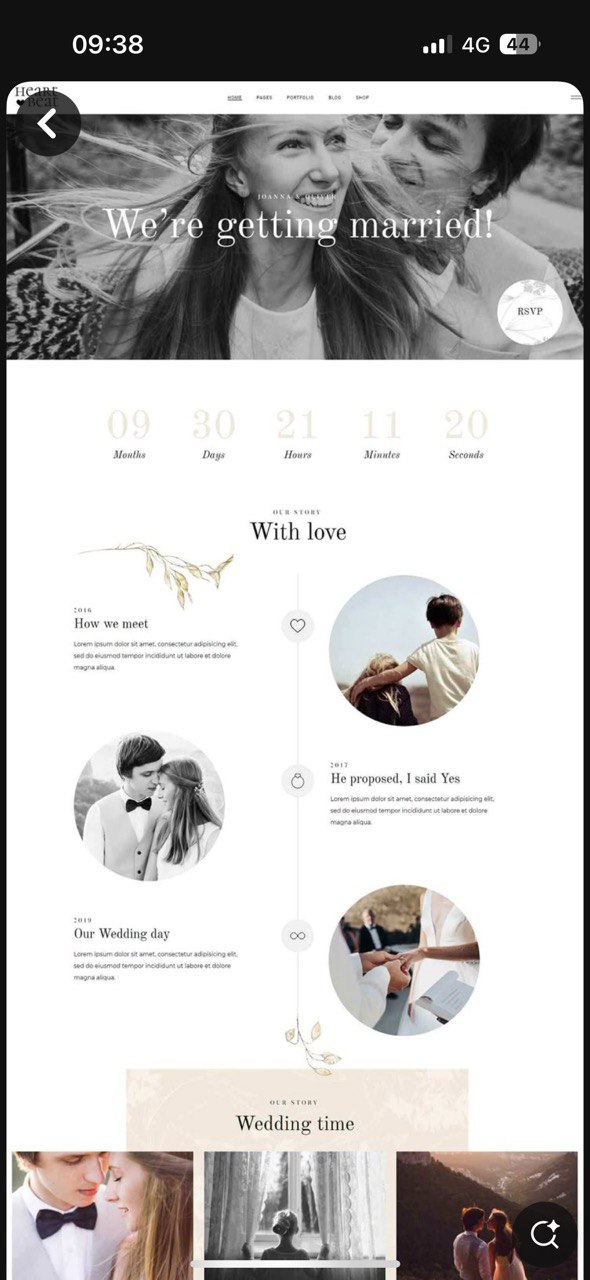 09:38
4G
44
Heart
Beat
HOME PAGES PORTFOLIO BLOG SHOP
JOANNA & OLIVER
We're getting married!
RSVP
09 30 21 11 20
Months Days Hours Minutes Seconds
OUR STORY
With love
2016
How we meet
Lorem ipsum dolor sit amet, consectetur adipisicing elit,
sed do eiusmod tempor incididunt ut labore et dolore
magna aliqua.
2017
He proposed, I said Yes
Lorem ipsum dolor sit amet, consectetur adipisicing elit,
sed do eiusmod tempor incididunt ut labore et dolore
magna aliqua.
2019
Our Wedding day
Lorem ipsum dolor sit amet, consectetur adipisicing elit,
sed do eiusmod tempor incididunt ut labore et dolore
magna aliqua.
OUR STORY
Wedding time